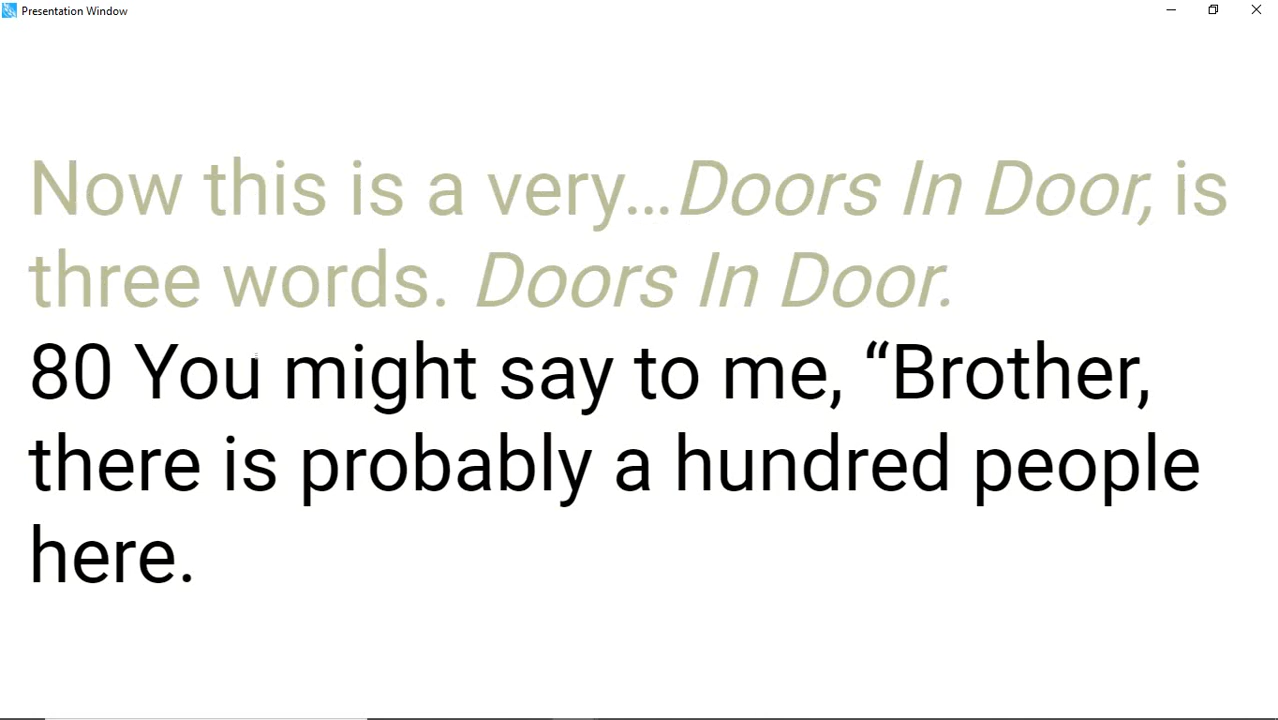 Presentation Window
Now this is a very…Doors In Door, is
three words. Doors In Door.
80 You might say to me, “Brother,
there is probably a hundred people
here.